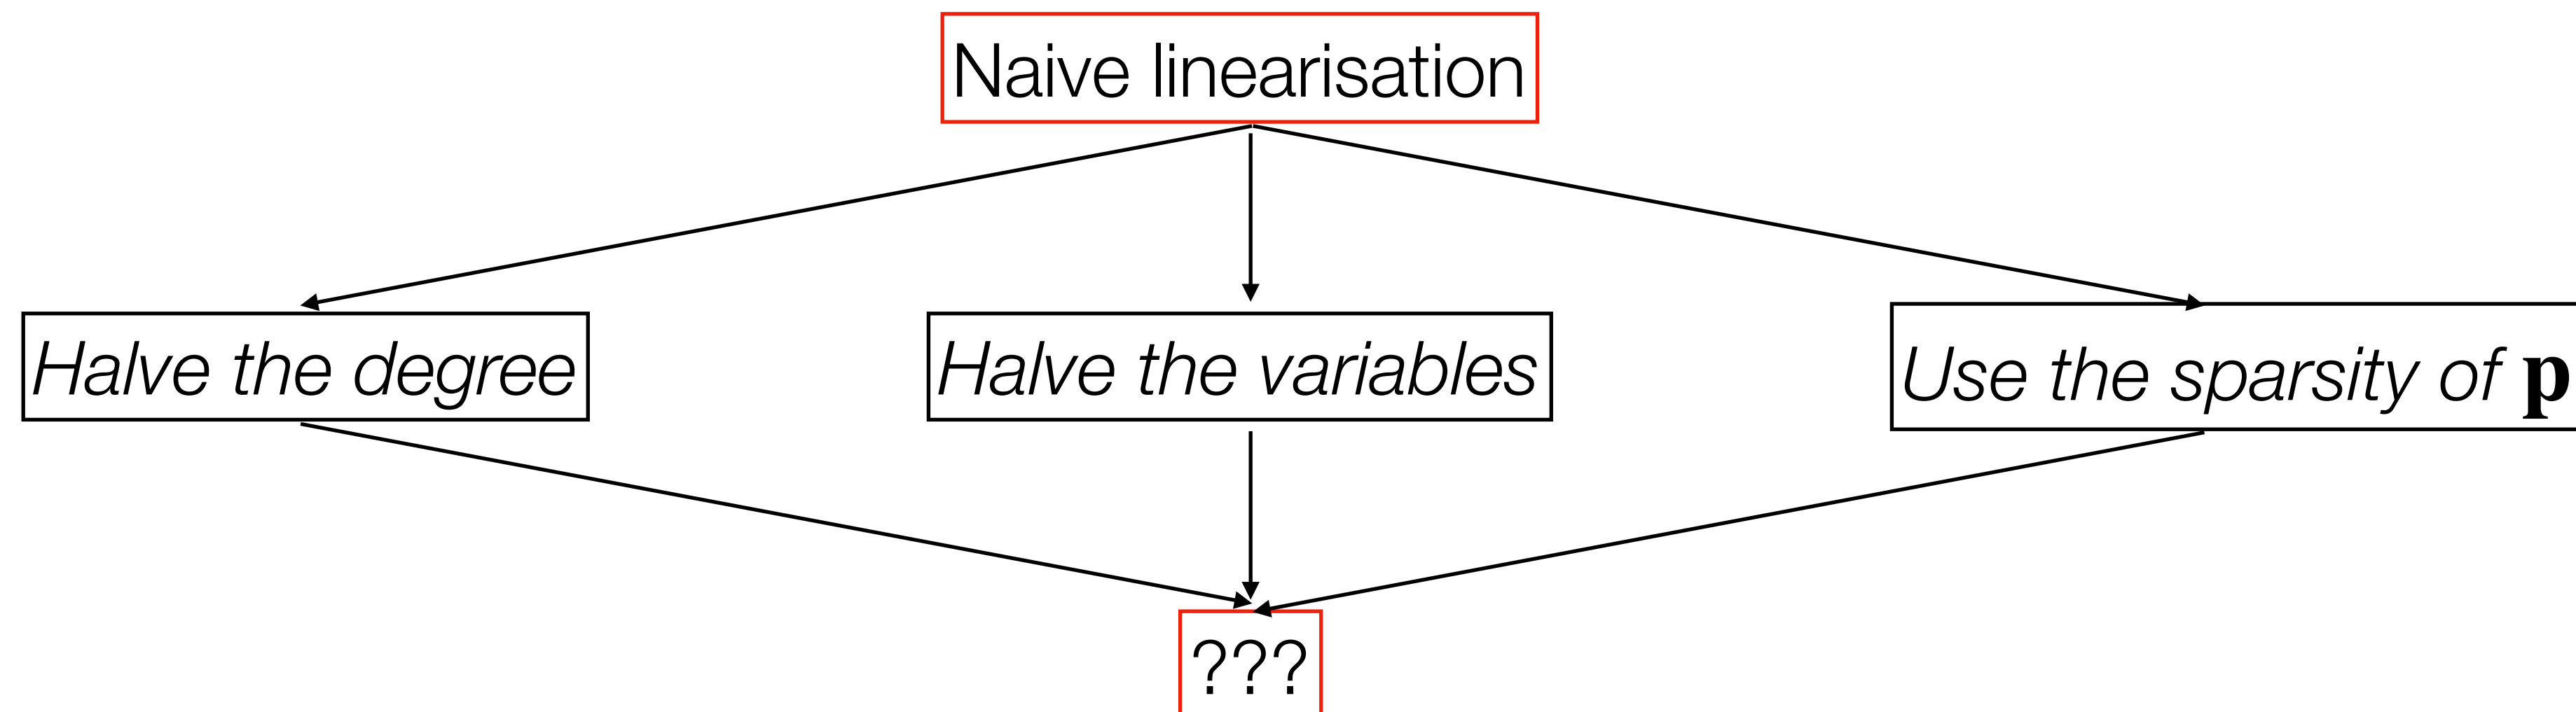 Naive linearisation
Halve the degree
Halve the variables
Use the sparsity of p
???